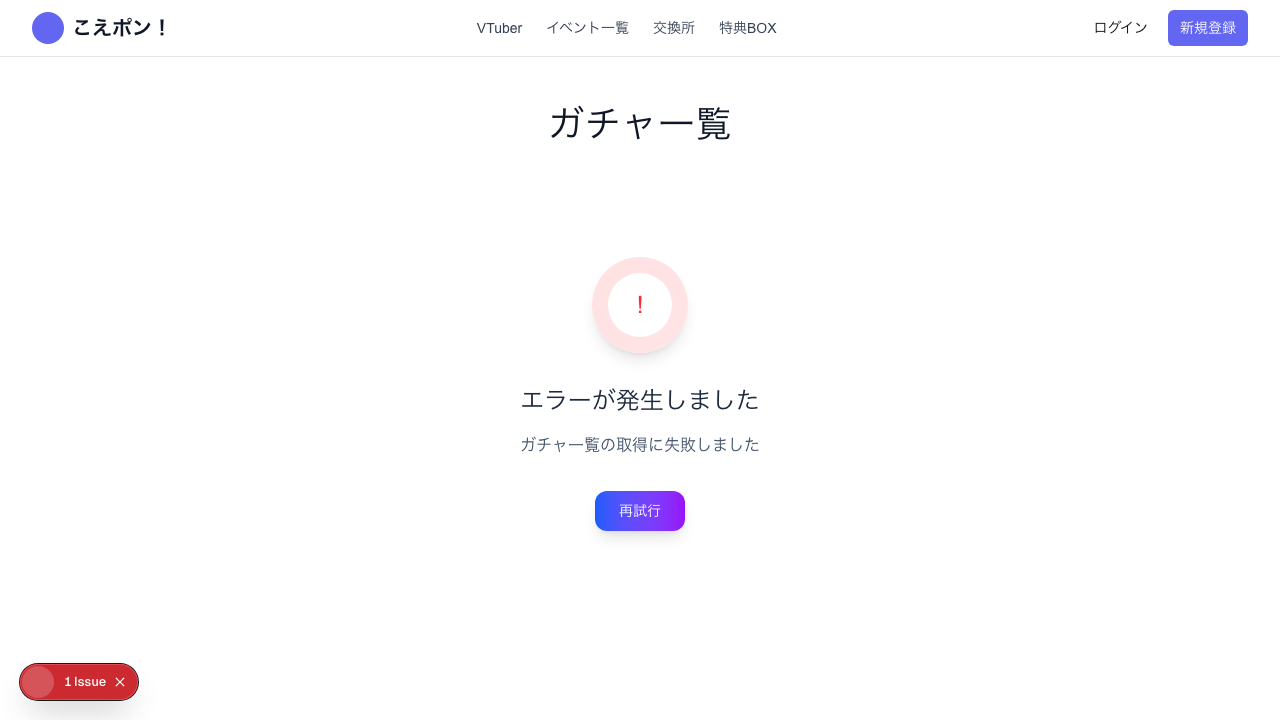 こえポン！
VTuber
イベント一覧
交換所
特典BOX
ログイン
新規登録
ガチャ一覧
!
エラーが発生しました
ガチャ一覧の取得に失敗しました
再試行
1 Issue